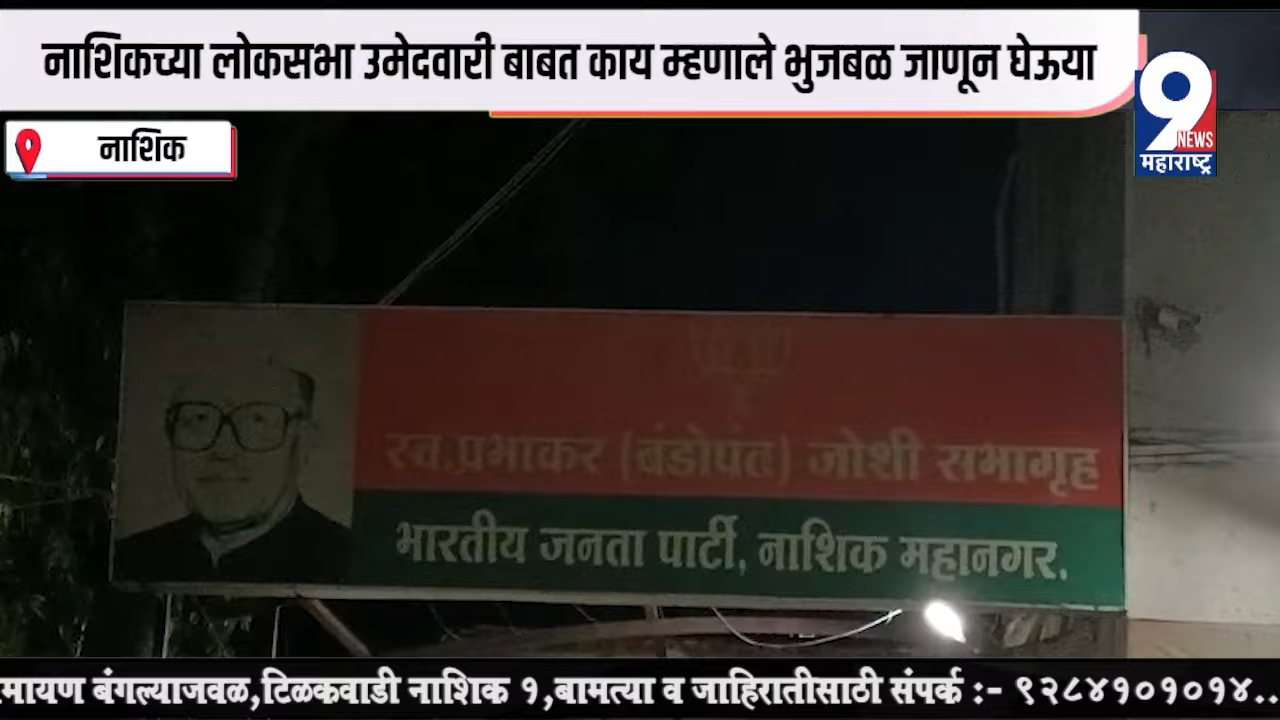 नाशिकच्या लोकसभा उमेदवारी बाबत काय म्हणाले भुजबळ जाणून घेऊया
9
NEWS
महाराष्ट्र
नाशिक
स्व.प्रभाकर (बंडोपंत) जोशी सभागृह
भारतीय जनता पार्टी, नाशिक महानगर.
मायण बंगल्याजवळ,टिळकवाडी नाशिक १,बामत्या व जाहिरातीसाठी संपर्क :- ९२८४१०१०१४..